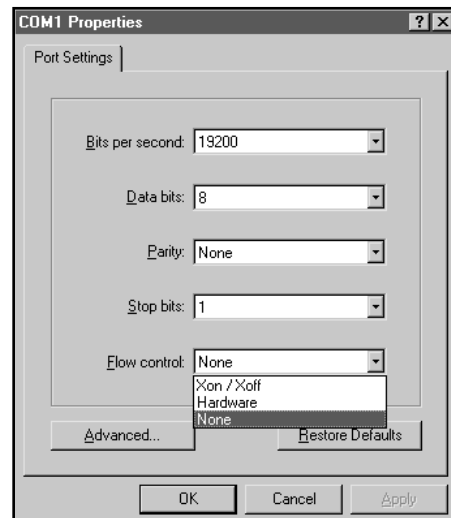 COM1 Properties ? ×
Port Settings
Bits per second: 19200
Data bits: 8
Parity: None
Stop bits: 1
Flow control: None
Xon / Xoff
Hardware
None
Advanced... Restore Defaults
OK Cancel Apply